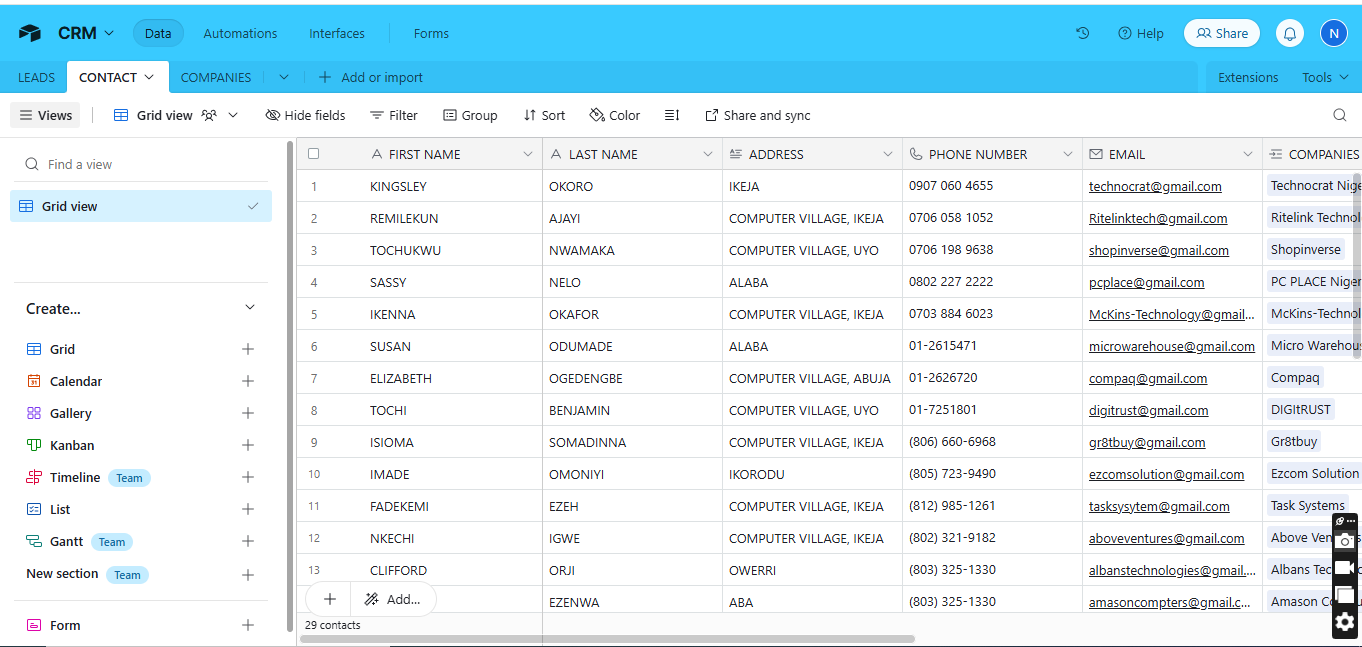 CRM Data Automations Interfaces Forms Help Share N
LEADS CONTACT COMPANIES Add or import Extensions Tools
Views Grid view Hide fields Filter Group Sort Color Share and sync
Find a view
Grid view
Create...
Grid
Calendar
Gallery
Kanban
Timeline Team
List
Gantt Team
New section Team
Form
FIRST NAME LAST NAME ADDRESS PHONE NUMBER EMAIL COMPANIES
1 KINGSLEY OKORO IKEJA 0907 060 4655 technocrat@gmail.com Technocrat Nige
2 REMILEKUN AJAYI COMPUTER VILLAGE, IKEJA 0706 058 1052 Ritelinktech@gmail.com Ritelink Technol
3 TOCHUKWU NWAMAKA COMPUTER VILLAGE, UYO 0706 198 9638 shopinverse@gmail.com Shopinverse
4 SASSY NELO ALABA 0802 227 2222 pcplace@gmail.com PC PLACE Niger
5 IKENNA OKAFOR COMPUTER VILLAGE, IKEJA 0703 884 6023 McKins-Technology@gmail... McKins-Technol
6 SUSAN ODUMADE ALABA 01-2615471 microwarehouse@gmail.com Micro Warehous
7 ELIZABETH OGEDENGBE COMPUTER VILLAGE, ABUJA 01-2626720 compaq@gmail.com Compaq
8 TOCHI BENJAMIN COMPUTER VILLAGE, UYO 01-7251801 digitrust@gmail.com DIGItRUST
9 ISIOMA SOMADINNA COMPUTER VILLAGE, IKEJA (806) 660-6968 gr8tbuy@gmail.com Gr8tbuy
10 IMADE OMONIYI IKORODU (805) 723-9490 ezcomsolution@gmail.com Ezcom Solution
11 FADEKEMI EZEH COMPUTER VILLAGE, IKEJA (812) 985-1261 tasksysytem@gmail.com Task Systems
12 NKECHI IGWE COMPUTER VILLAGE, IKEJA (802) 321-9182 aboveventures@gmail.com Above Ven
13 CLIFFORD ORJI OWERRI (803) 325-1330 albanstechnologies@gmail.... Albans Tec
EZENWA ABA (803) 325-1330 amasoncompters@gmail.c... Amason Co
Add...
29 contacts